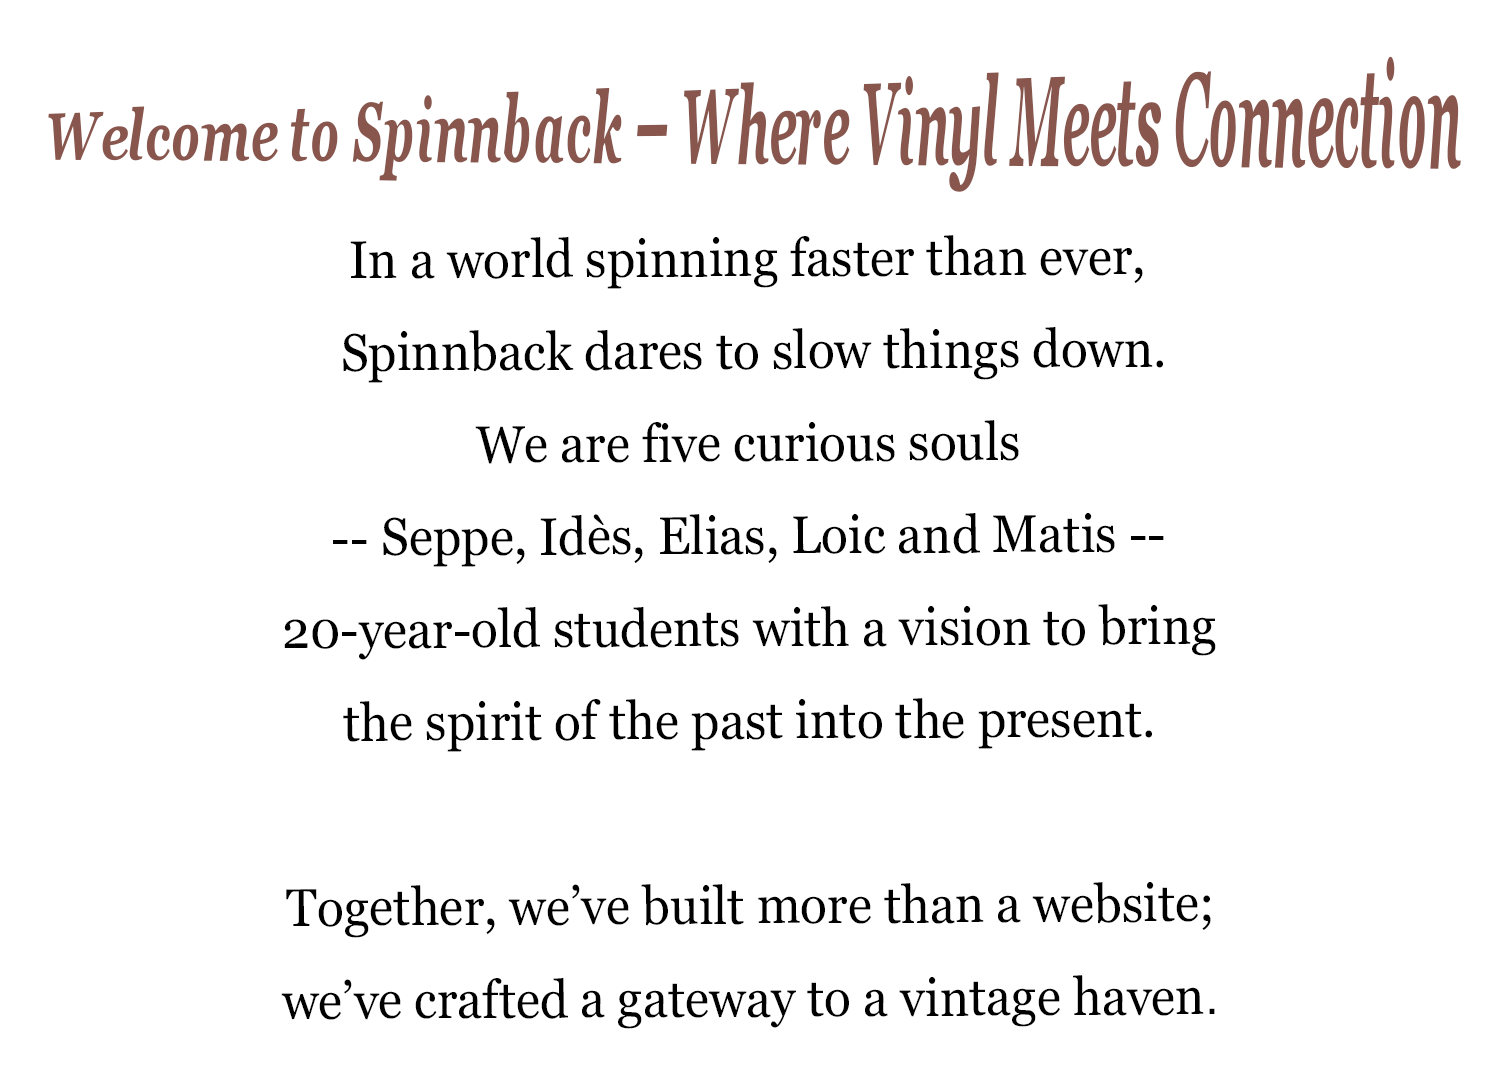 Welcome to Spinnback – Where Vinyl Meets Connection
In a world spinning faster than ever,
Spinnback dares to slow things down.
We are five curious souls
-- Seppe, Idès, Elias, Loic and Matis --
20-year-old students with a vision to bring
the spirit of the past into the present.
Together, we’ve built more than a website;
we’ve crafted a gateway to a vintage haven.